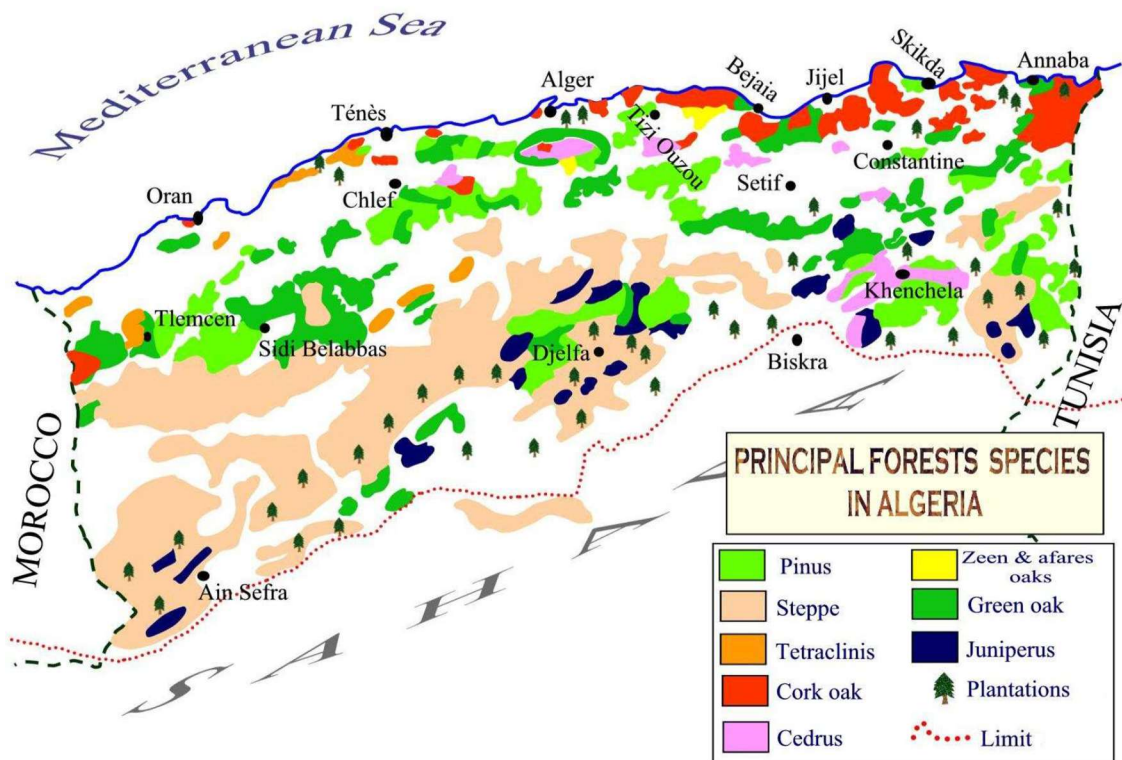 Mediterranean Sea
Skikda
Annaba
Jijel
Bejaia
Alger
Tizi Ouzou
Ténès
Constantine
Setif
Chlef
Oran
Khenchela
Tlemcen
Sidi Belabbas
Djelfa
Biskra
MOROCCO
TUNISIA
Ain Sefra
SAHARA
PRINCIPAL FORESTS SPECIES
IN ALGERIA
Pinus
Steppe
Tetraclinis
Cork oak
Cedrus
Zeen & afares
oaks
Green oak
Juniperus
Plantations
Limit